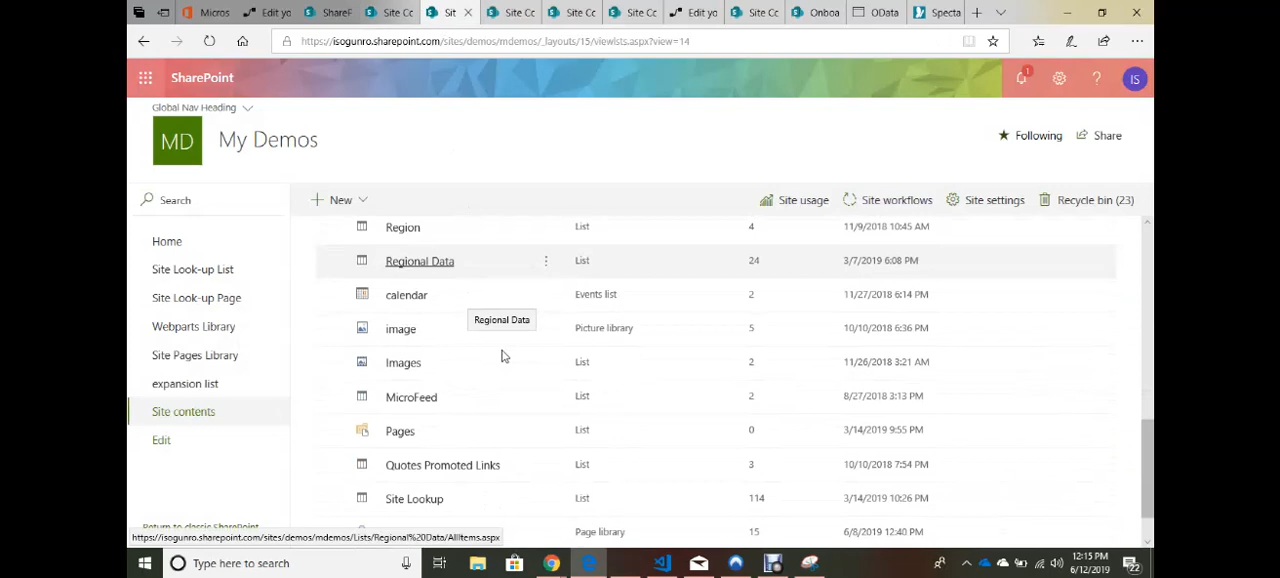 Micros
Edit yo
ShareF
Site Cc
Sit
Site Cc
Site Cc
Site Cc
Edit yo
Site Cc
Onboa
OData
Specta
https://isogunro.sharepoint.com/sites/demos/mdemos/_layouts/15/viewlsts.aspx?view=14
SharePoint
1
IS
Global Nav Heading
MD
My Demos
Following
Share
Search
New
Site usage
Site workflows
Site settings
Recycle bin (23)
Home
Site Look-up List
Site Look-up Page
Webparts Library
Site Pages Library
expansion list
Site contents
Edit
Region List 4 11/9/2018 10:45 AM
Regional Data List 24 3/7/2019 6:08 PM
calendar Events list 2 11/27/2018 6:14 PM
Regional Data
image Picture library 5 10/10/2018 6:36 PM
Images List 2 11/26/2018 3:21 AM
MicroFeed List 2 8/27/2018 3:13 PM
Pages List 0 3/14/2019 9:55 PM
Quotes Promoted Links List 3 10/10/2018 7:54 PM
Site Lookup List 114 3/14/2019 10:26 PM
Page library 15 6/8/2019 12:40 PM
Return to classic SharePoint
https://isogunro.sharepoint.com/sites/demos/mdemos/Lists/Regional%20Data/AllItems.aspx
Type here to search
12:15 PM
6/12/2019
22